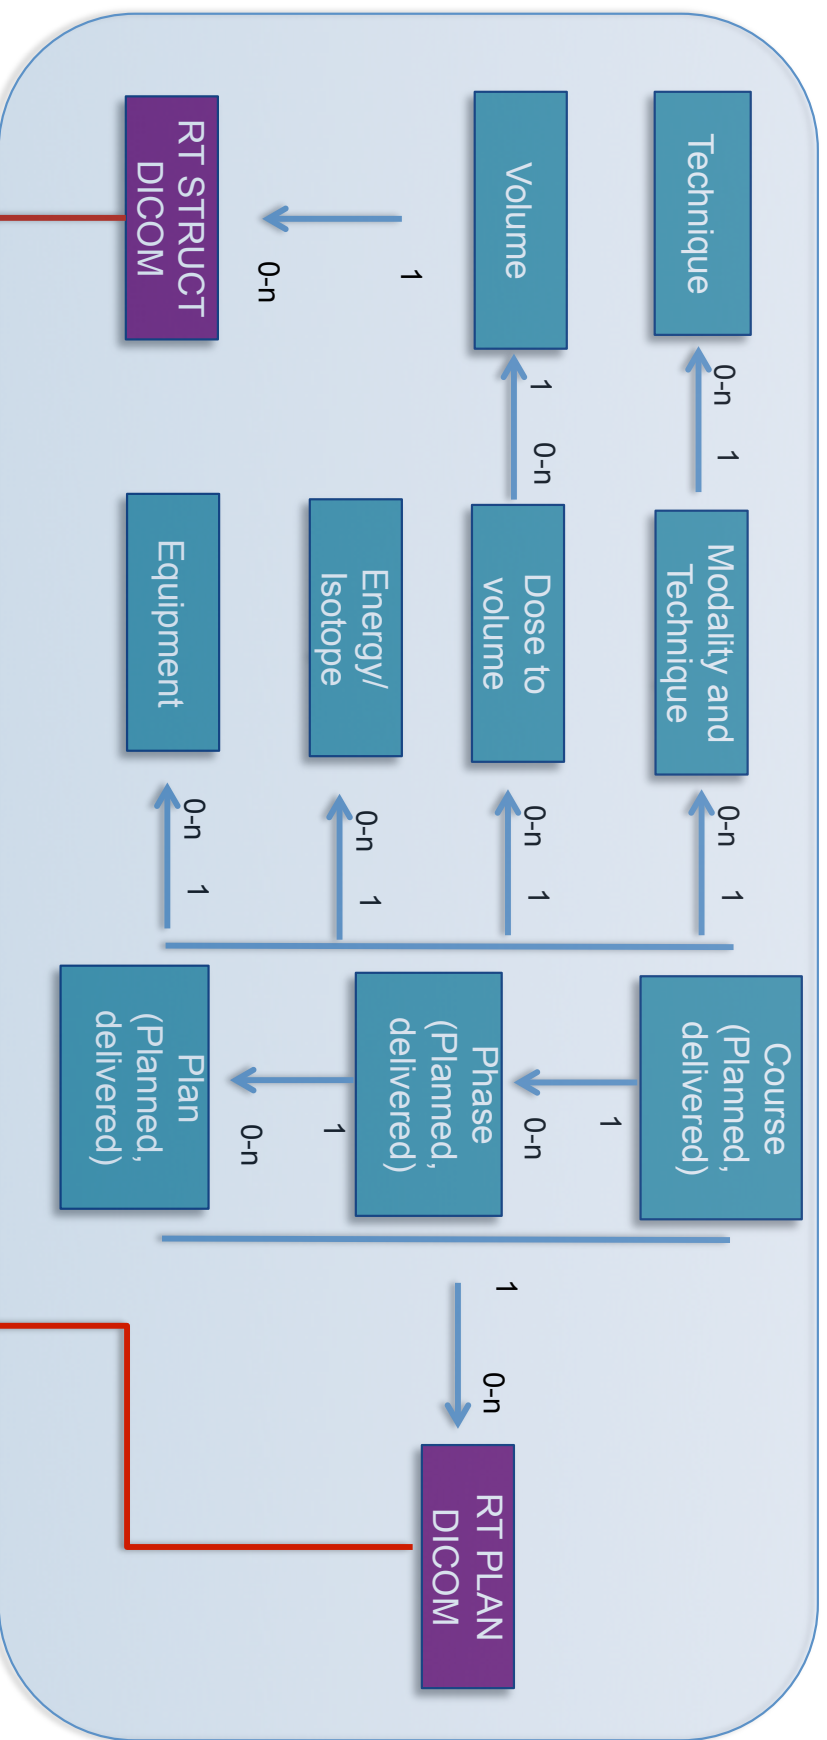 Technique
0-n
1
Modality and
Technique
0-n
1
Course
(Planned,
delivered)
1
0-n
Volume
1
0-n
Dose to
volume
0-n
1
Phase
(Planned,
delivered)
1
0-n
RT PLAN
DICOM
1
0-n
Energy/
Isotope
0-n
1
1
0-n
RT STRUCT
DICOM
Equipment
0-n
1
Plan
(Planned,
delivered)